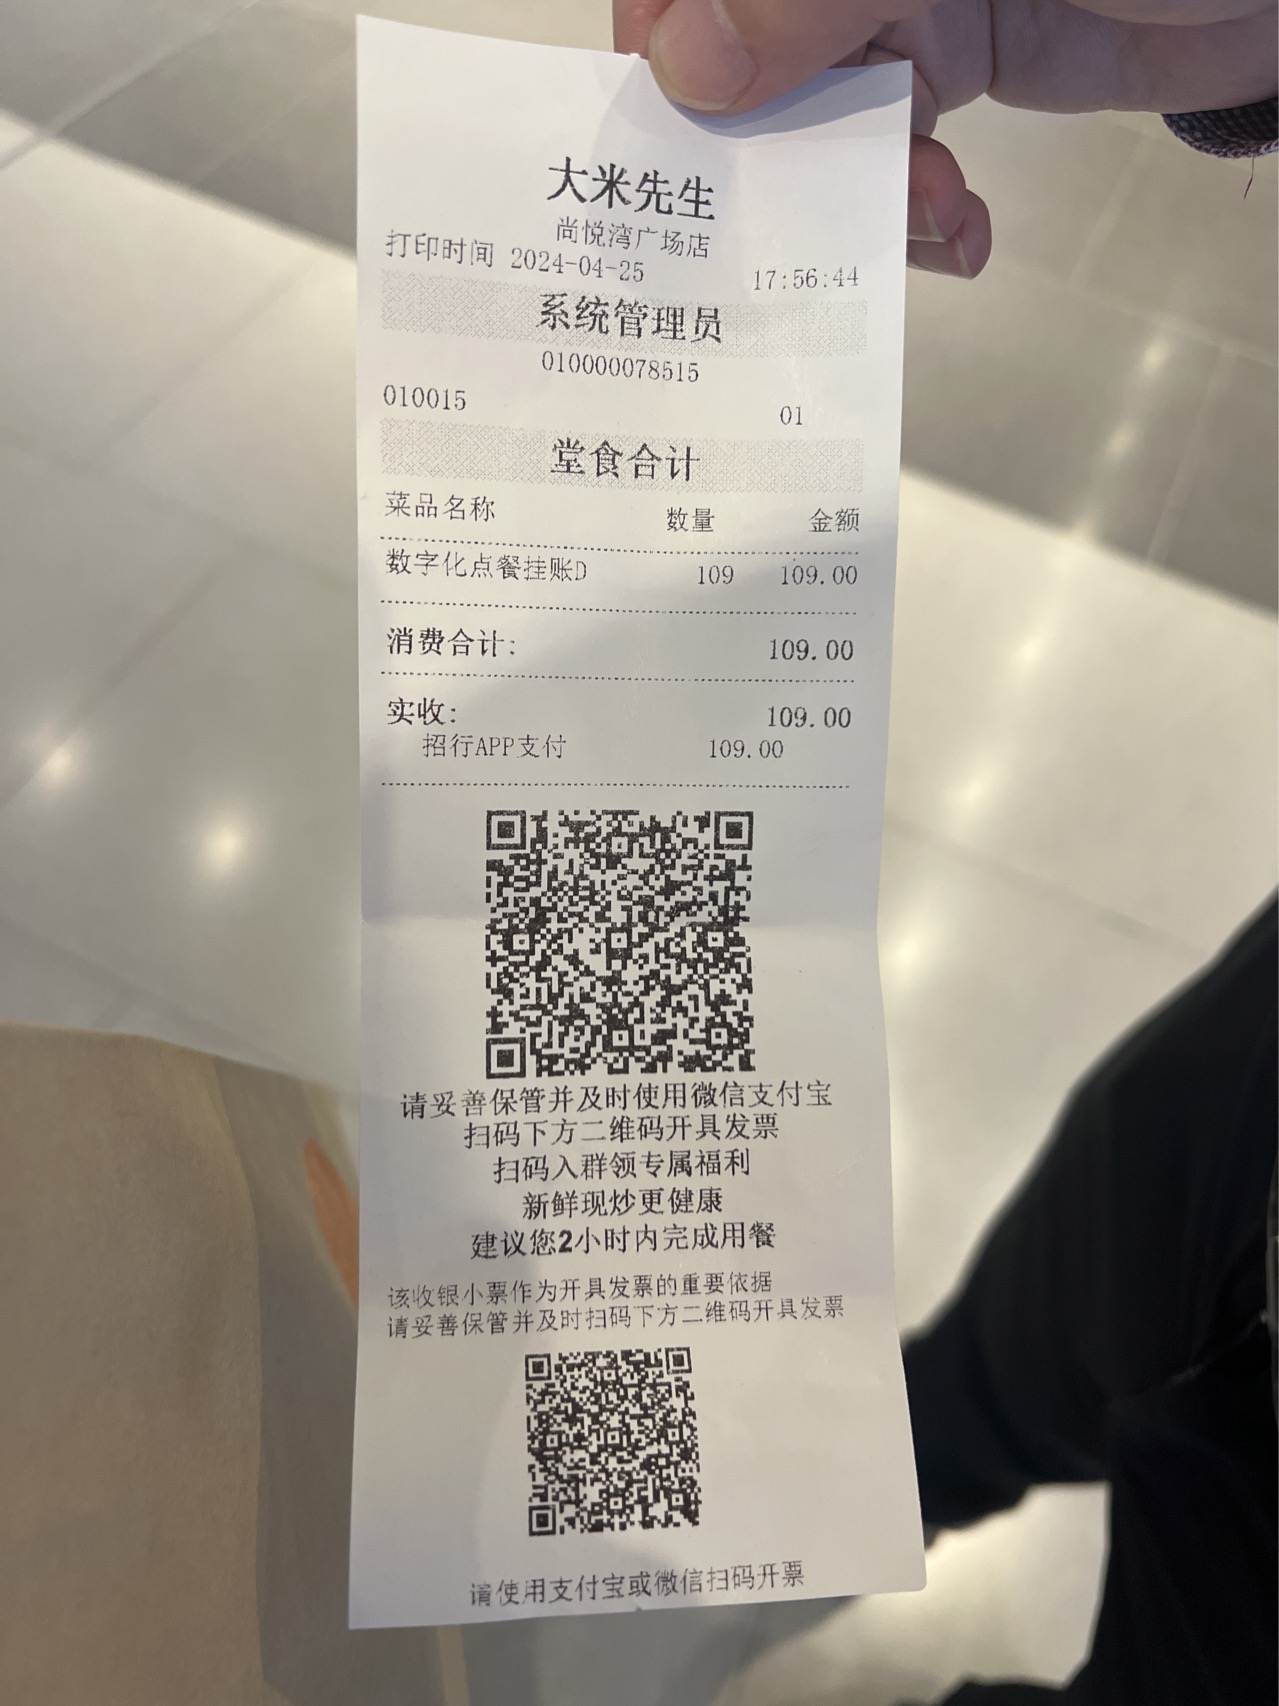 大米先生
尚悦湾广场店
打印时间 2024-04-25 17:56:44
系统管理员
010000078515
010015 01
堂食合计
菜品名称 数量 金额
数字化点餐挂账D 109 109.00
消费合计: 109.00
实收: 109.00
招行APP支付 109.00
请妥善保管并及时使用微信支付宝
扫码下方二维码开具发票
扫码入群领专属福利
新鲜现炒更健康
建议您2小时内完成用餐
该收银小票作为开具发票的重要依据
请妥善保管并及时扫码下方二维码开具发票
请使用支付宝或微信扫码开票